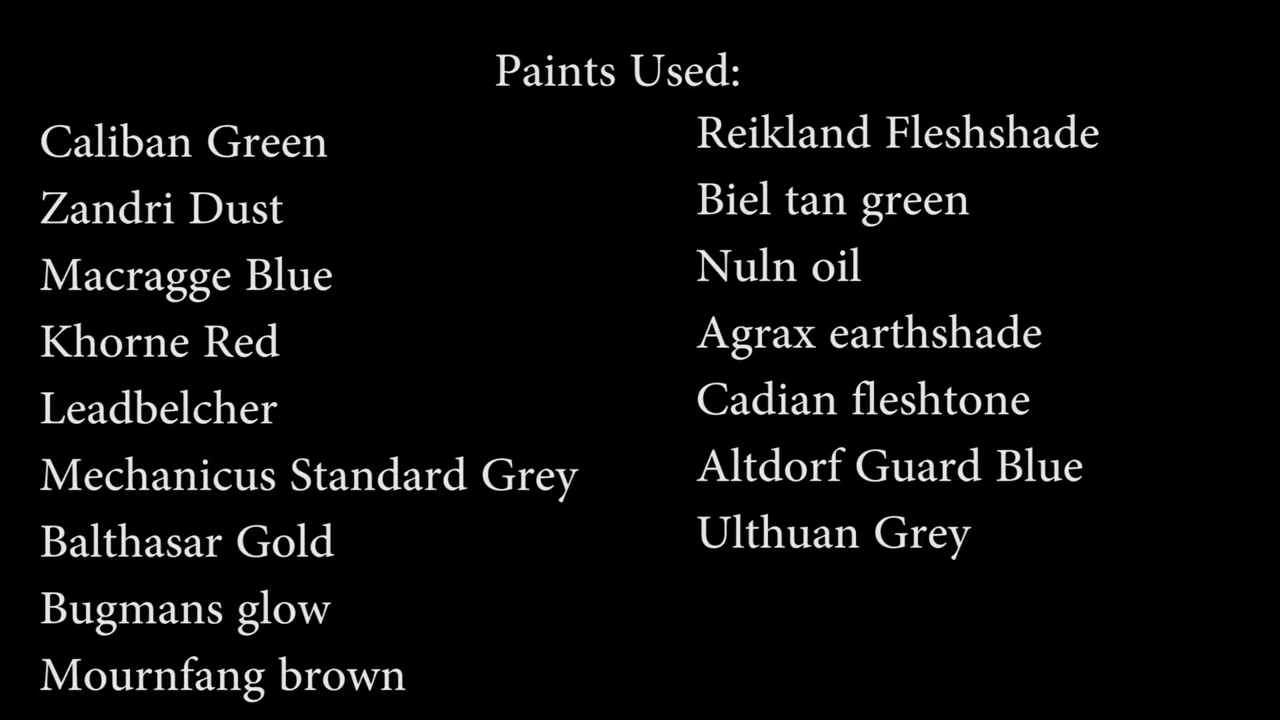 Paints Used:
Caliban Green
Zandri Dust
Macragge Blue
Khorne Red
Leadbelcher
Mechanicus Standard Grey
Balthasar Gold
Bugmans glow
Mournfang brown
Reikland Fleshshade
Biel tan green
Nuln oil
Agrax earthshade
Cadian fleshtone
Altdorf Guard Blue
Ulthuan Grey